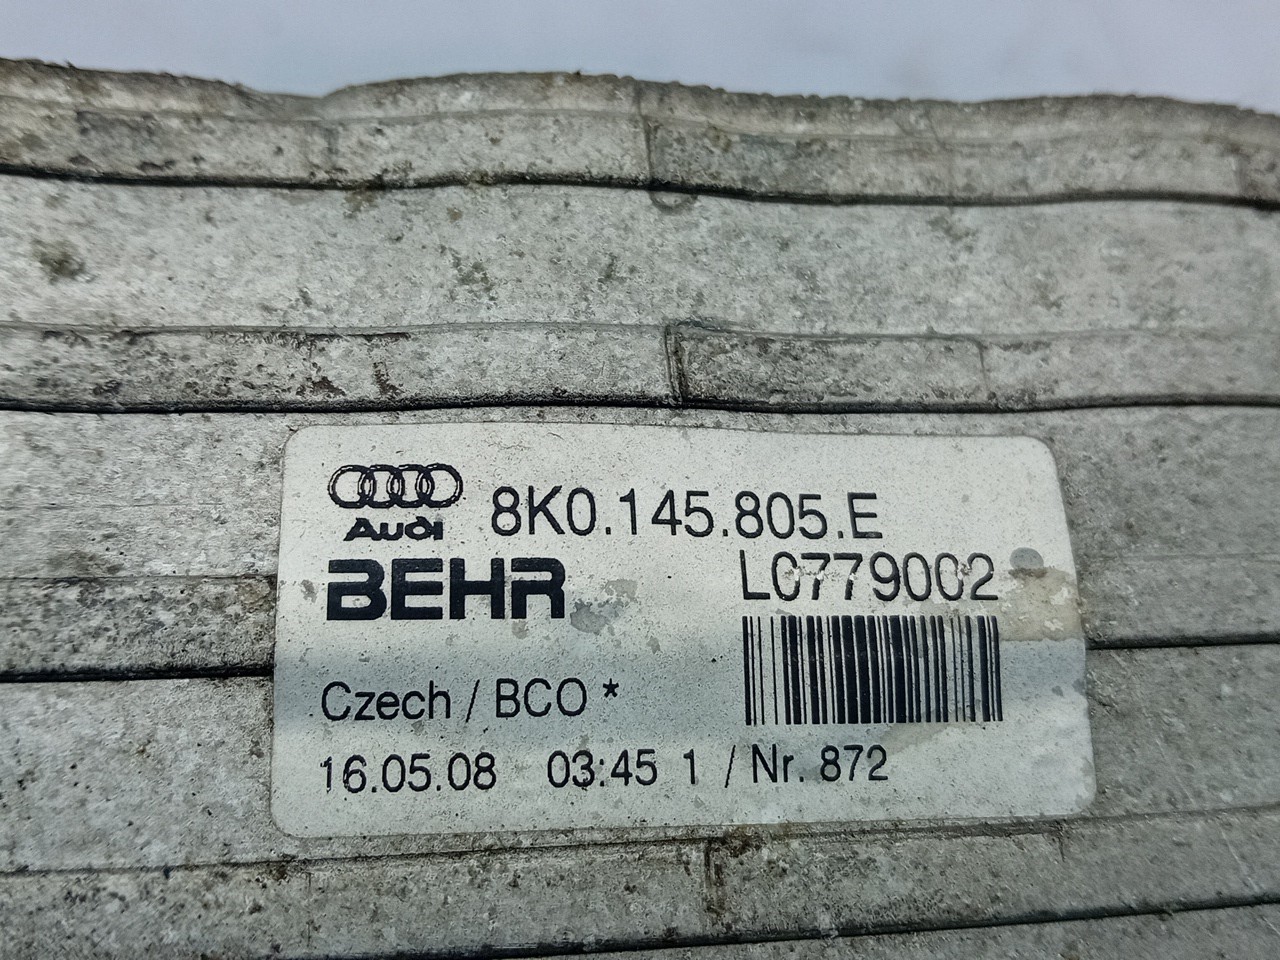 Audi 8K0.145.805.E
BEHR L0779002
Czech / BCO *
16.05.08 03:45 1 / Nr. 872